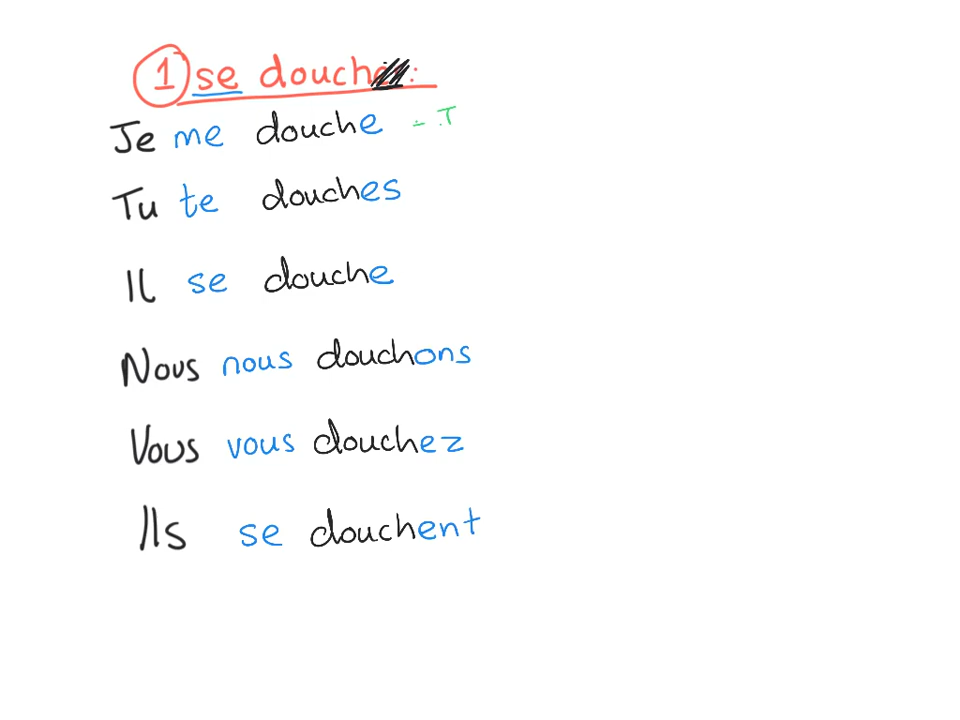 1 se douch:
Je me douche - I
Tu te douches
Il se douche
Nous nous douchons
Vous vous douchez
Ils se douchent